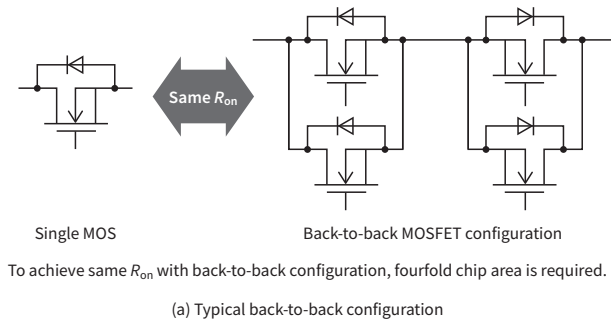 Same Ron
Single MOS
Back-to-back MOSFET configuration
To achieve same Ron with back-to-back configuration, fourfold chip area is required.
(a) Typical back-to-back configuration